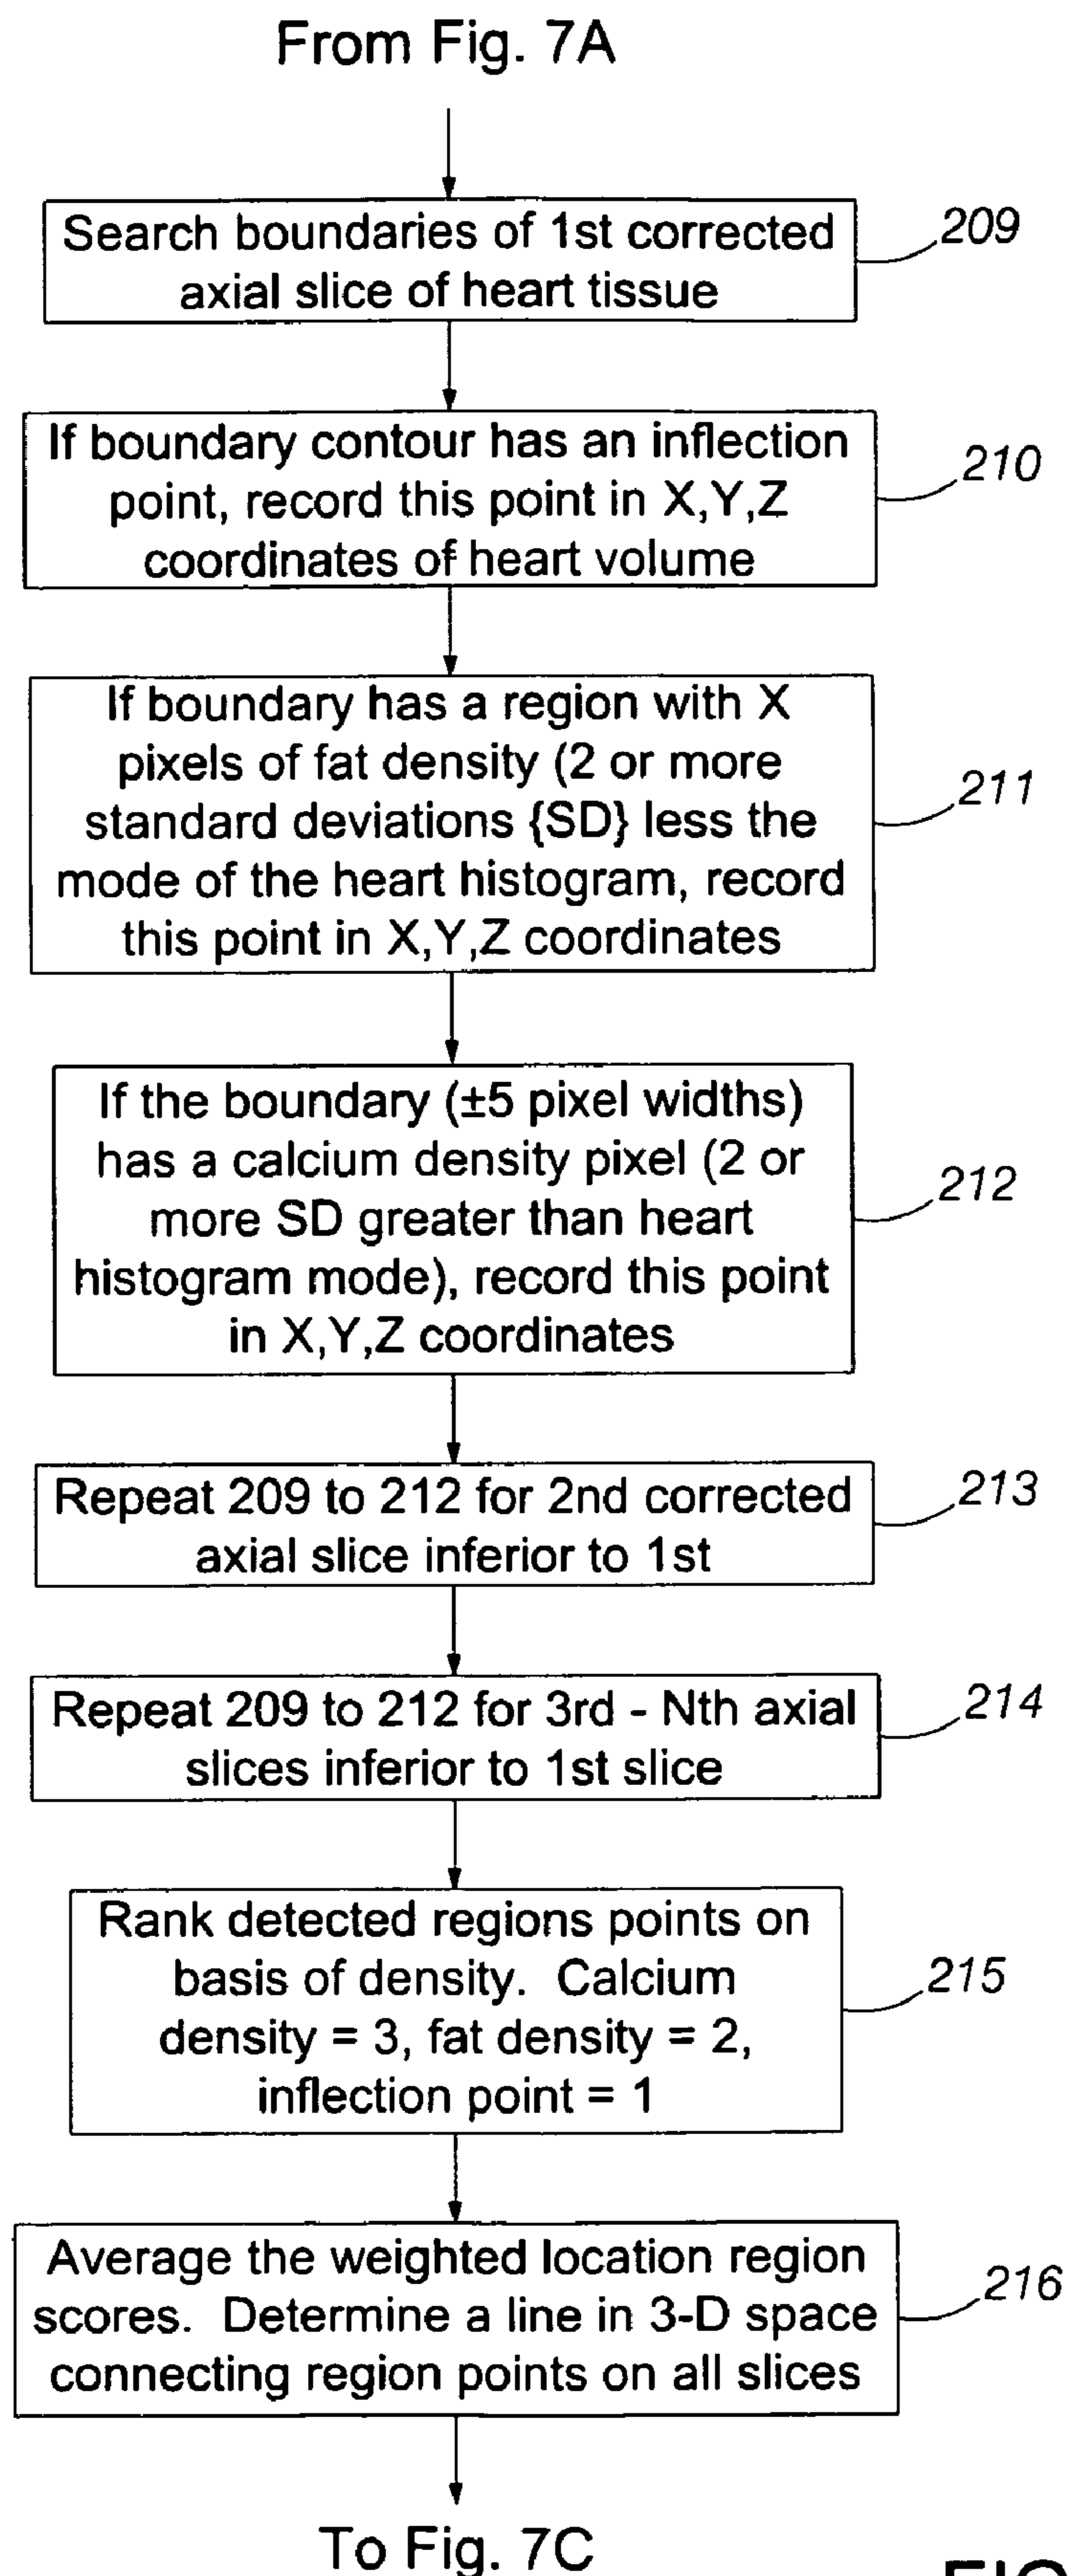 From Fig. 7A
Search boundaries of 1st corrected
axial slice of heart tissue
209
If boundary contour has an inflection
point, record this point in X,Y,Z
coordinates of heart volume
210
If boundary has a region with X
pixels of fat density (2 or more
standard deviations {SD} less the
mode of the heart histogram, record
this point in X,Y,Z coordinates
211
If the boundary (±5 pixel widths)
has a calcium density pixel (2 or
more SD greater than heart
histogram mode), record this point
in X,Y,Z coordinates
212
Repeat 209 to 212 for 2nd corrected
axial slice inferior to 1st
213
Repeat 209 to 212 for 3rd - Nth axial
slices inferior to 1st slice
214
Rank detected regions points on
basis of density. Calcium
density = 3, fat density = 2,
inflection point = 1
215
Average the weighted location region
scores. Determine a line in 3-D space
connecting region points on all slices
216
To Fig. 7C